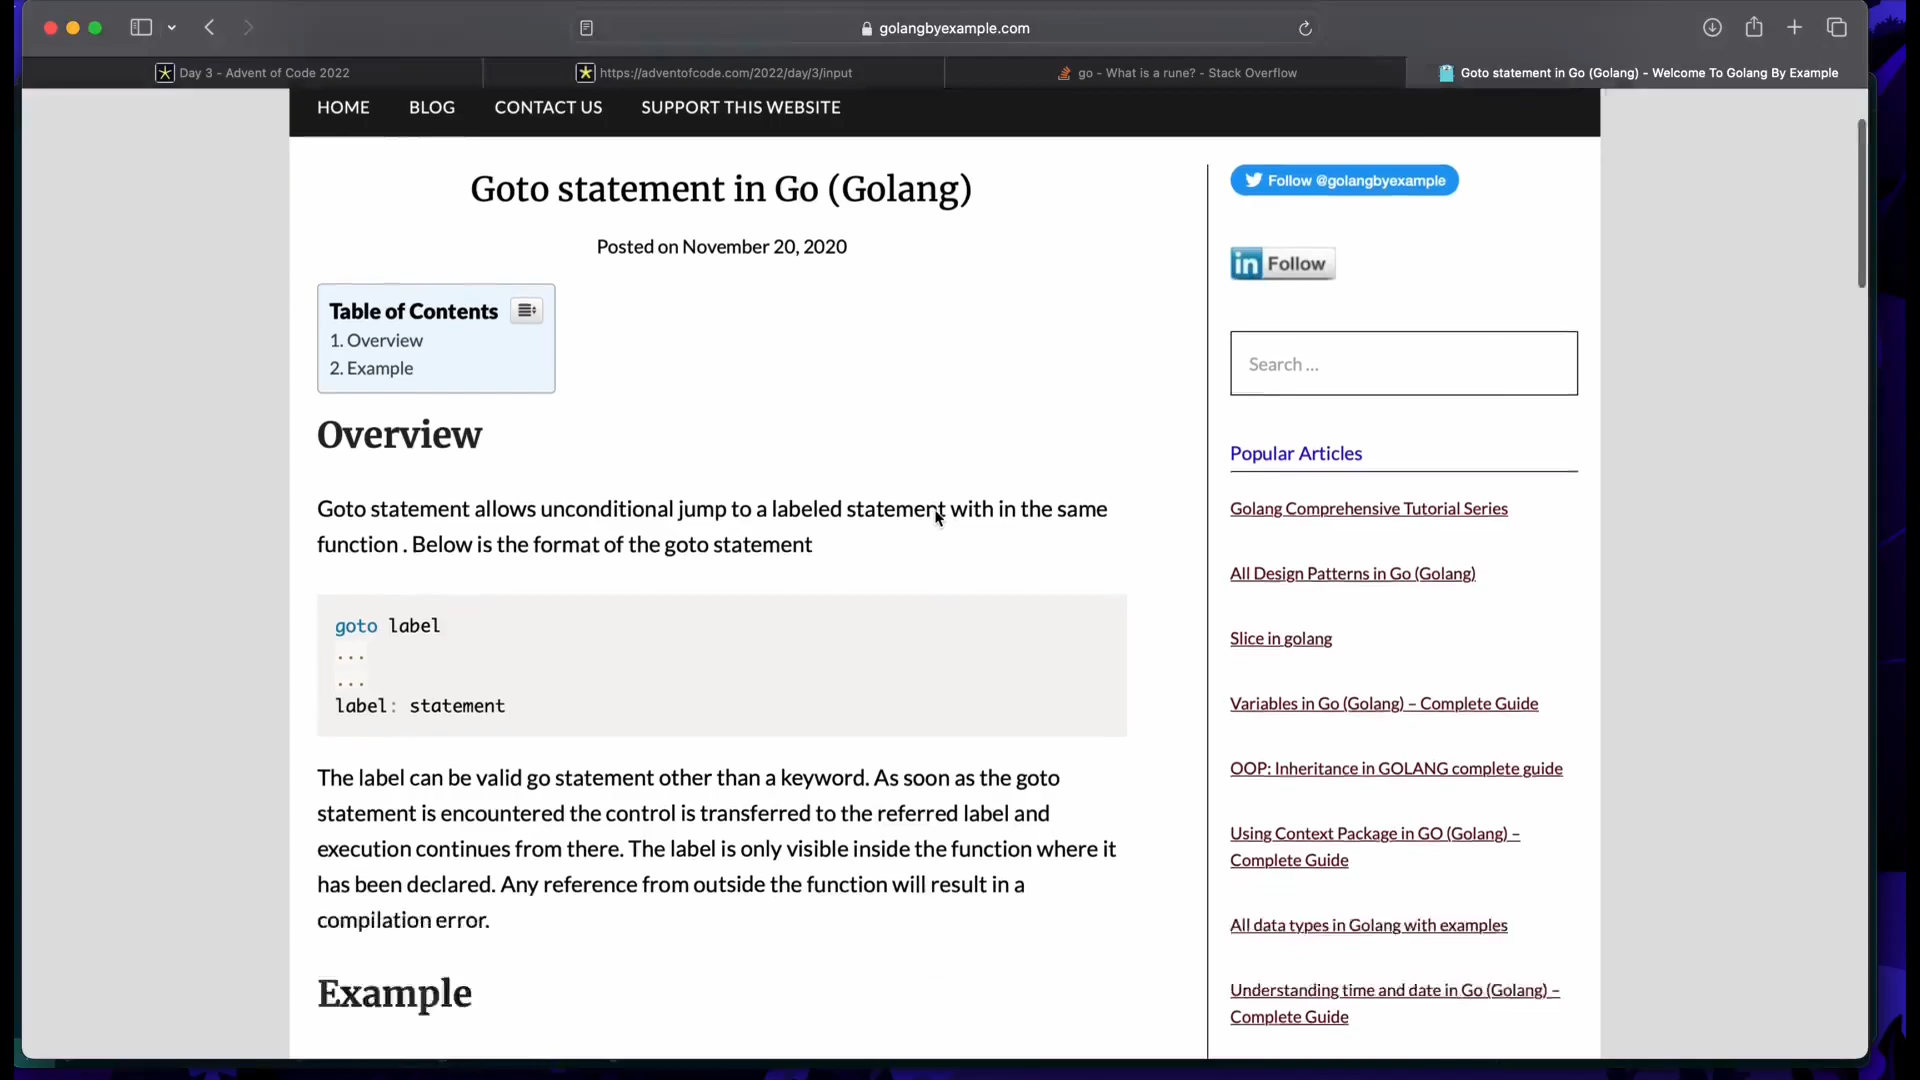 golangbyexample.com
Day 3 - Advent of Code 2022
https://adventofcode.com/2022/day/3/input
go - What is a rune? - Stack Overflow
Goto statement in Go (Golang) - Welcome To Golang By Example
HOME BLOG CONTACT US SUPPORT THIS WEBSITE
Goto statement in Go (Golang)
Posted on November 20, 2020
Table of Contents
1. Overview
2. Example
Overview
Goto statement allows unconditional jump to a labeled statement with in the same
function . Below is the format of the goto statement
goto label
...
...
label: statement
The label can be valid go statement other than a keyword. As soon as the goto
statement is encountered the control is transferred to the referred label and
execution continues from there. The label is only visible inside the function where it
has been declared. Any reference from outside the function will result in a
compilation error.
Example
Follow @golangbyexample
in Follow
Search ...
Popular Articles
Golang Comprehensive Tutorial Series
All Design Patterns in Go (Golang)
Slice in golang
Variables in Go (Golang) – Complete Guide
OOP: Inheritance in GOLANG complete guide
Using Context Package in GO (Golang) –
Complete Guide
All data types in Golang with examples
Understanding time and date in Go (Golang) –
Complete Guide